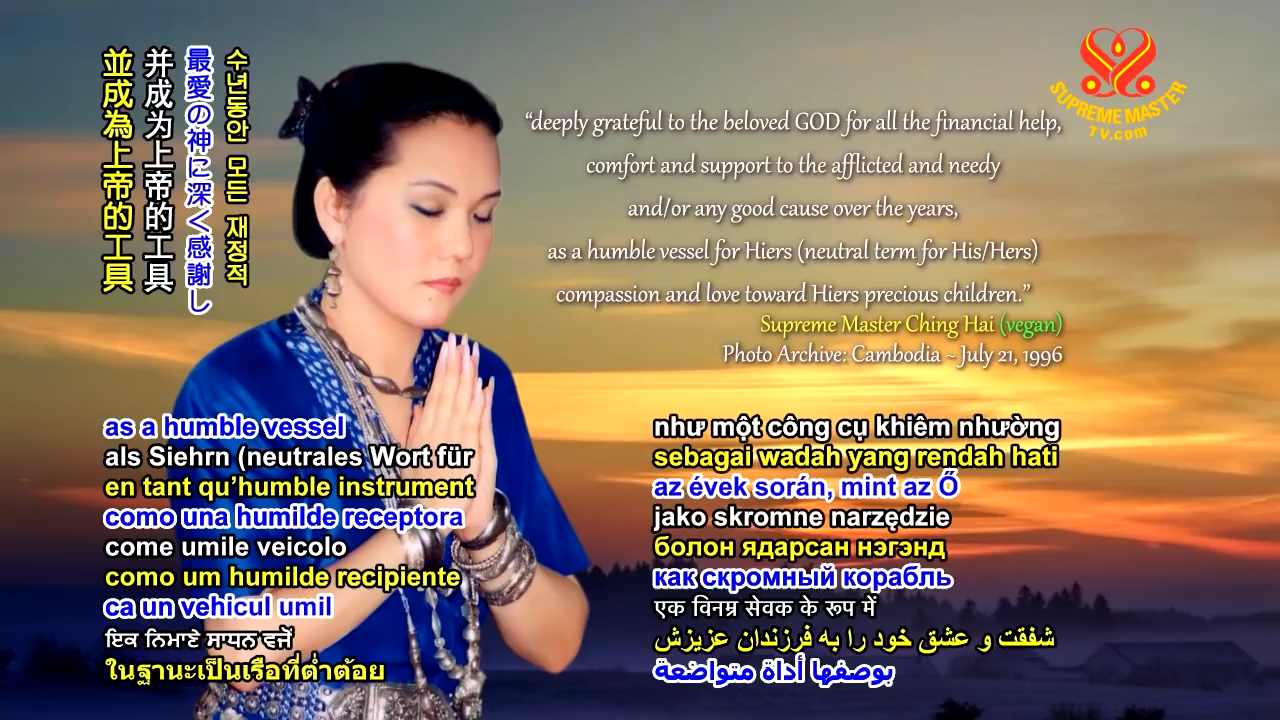 수년동안 모든 재정적
最愛の神に深く感謝し
并成为上帝的工具
並成為上帝的工具
“deeply grateful to the beloved GOD for all the financial help,
comfort and support to the afflicted and needy
and/or any good cause over the years,
as a humble vessel for Hiers (neutral term for His/Hers)
compassion and love toward Hiers precious children.”
Supreme Master Ching Hai (vegan)
Photo Archive: Cambodia ~ July 21, 1996
SUPREME MASTER
TV.com
as a humble vessel
als Siehrn (neutrales Wort für
en tant qu’humble instrument
como una humilde receptora
come umile veicolo
como um humilde recipiente
ca un vehicul umil
ਇਕ ਨਿਮਾਣੇ ਸਾਧਨ ਵਜੋਂ
ในฐานะเป็นเรือที่ต่ำต้อย
như một công cụ khiêm nhường
sebagai wadah yang rendah hati
az évek során, mint az Ő
jako skromne narzędzie
болон ядарсан нэгэнд
как скромный корабль
एक विनम्र सेवक के रूप में
شفقت و عشق خود را به فرزندان عزیزش
بوصفها أداة متواضعة